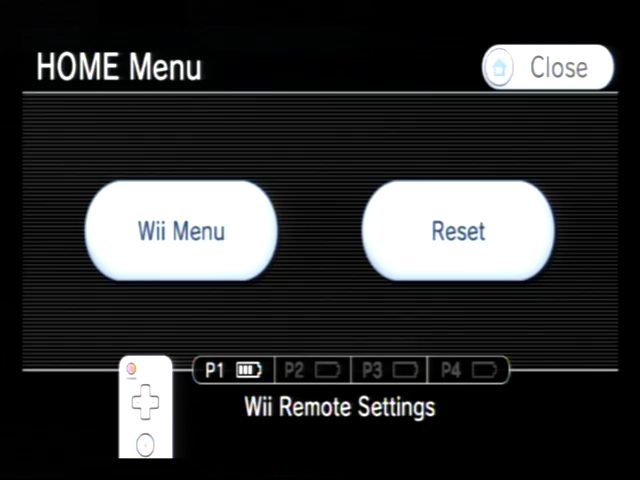 HOME Menu
Close
Wii Menu
Reset
P1 P2 P3 P4
Wii Remote Settings